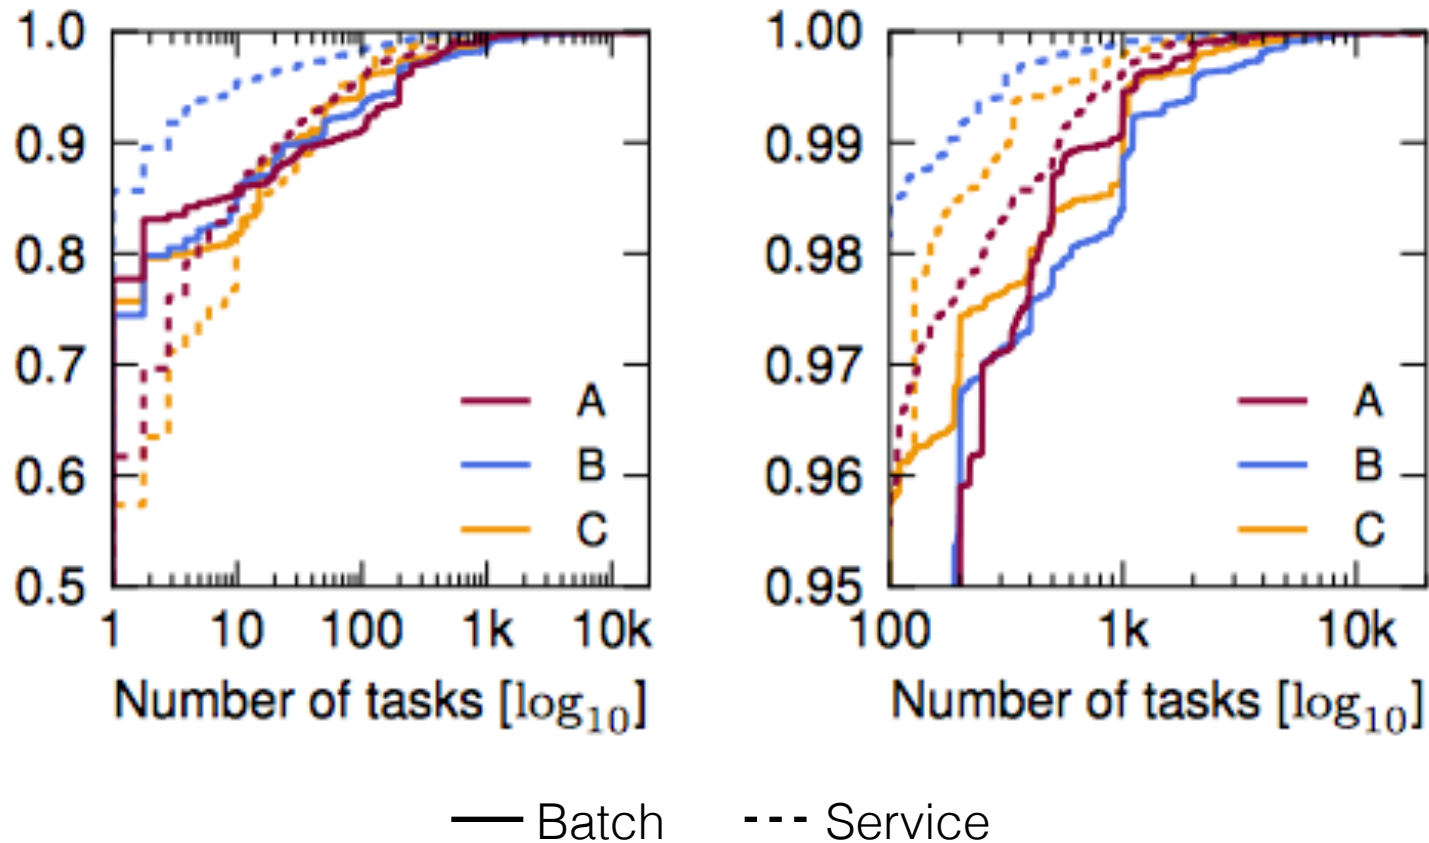 1.0
0.9
0.8
0.7
0.6
0.5
1 10 100 1k 10k
Number of tasks [log10]
A
B
C
1.00
0.99
0.98
0.97
0.96
0.95
100 1k 10k
Number of tasks [log10]
A
B
C
Batch Service